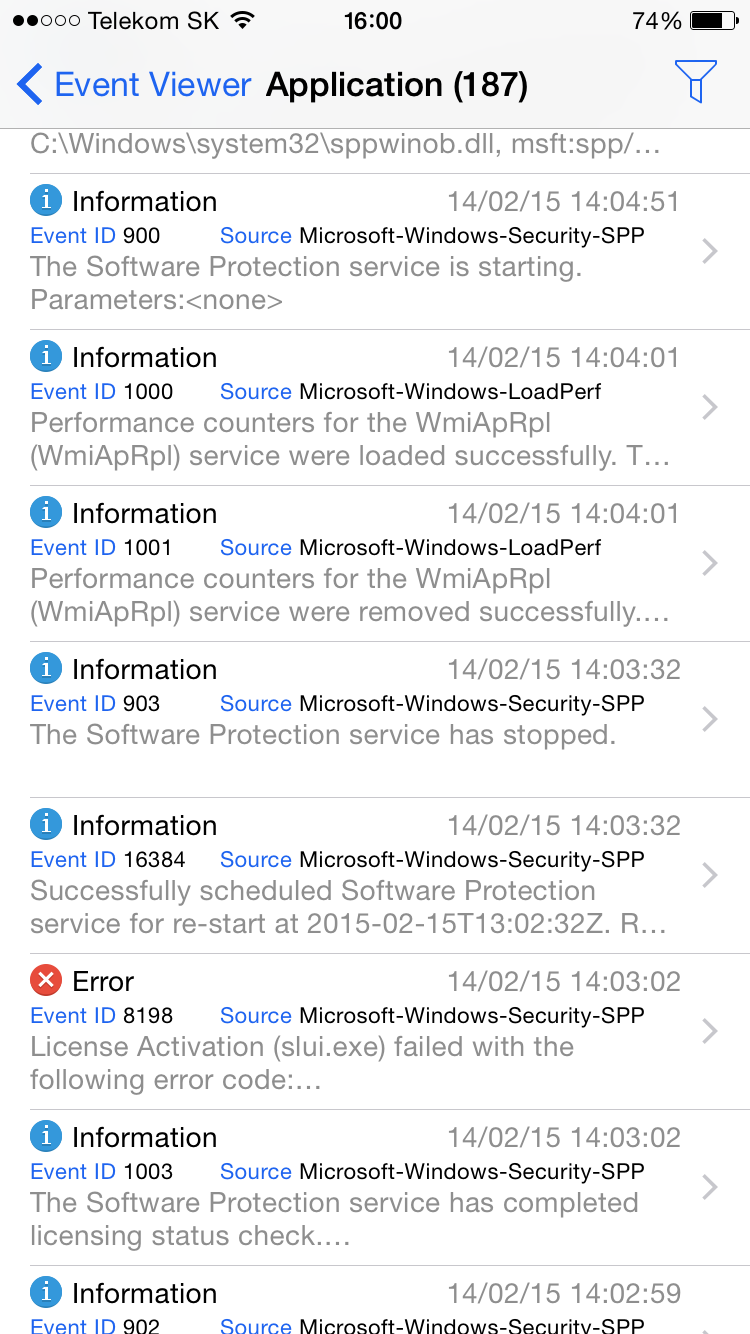 Telekom SK 16:00 74%
Event Viewer Application (187)
C:\Windows\system32\sppwinob.dll, msft:spp/…
Information 14/02/15 14:04:51
Event ID 900 Source Microsoft-Windows-Security-SPP
The Software Protection service is starting.
Parameters:<none>
Information 14/02/15 14:04:01
Event ID 1000 Source Microsoft-Windows-LoadPerf
Performance counters for the WmiApRpl
(WmiApRpl) service were loaded successfully. T…
Information 14/02/15 14:04:01
Event ID 1001 Source Microsoft-Windows-LoadPerf
Performance counters for the WmiApRpl
(WmiApRpl) service were removed successfully.…
Information 14/02/15 14:03:32
Event ID 903 Source Microsoft-Windows-Security-SPP
The Software Protection service has stopped.
Information 14/02/15 14:03:32
Event ID 16384 Source Microsoft-Windows-Security-SPP
Successfully scheduled Software Protection
service for re-start at 2015-02-15T13:02:32Z. R…
Error 14/02/15 14:03:02
Event ID 8198 Source Microsoft-Windows-Security-SPP
License Activation (slui.exe) failed with the
following error code:…
Information 14/02/15 14:03:02
Event ID 1003 Source Microsoft-Windows-Security-SPP
The Software Protection service has completed
licensing status check.…
Information 14/02/15 14:02:59
Event ID 902 Source Microsoft-Windows-Security-SPP